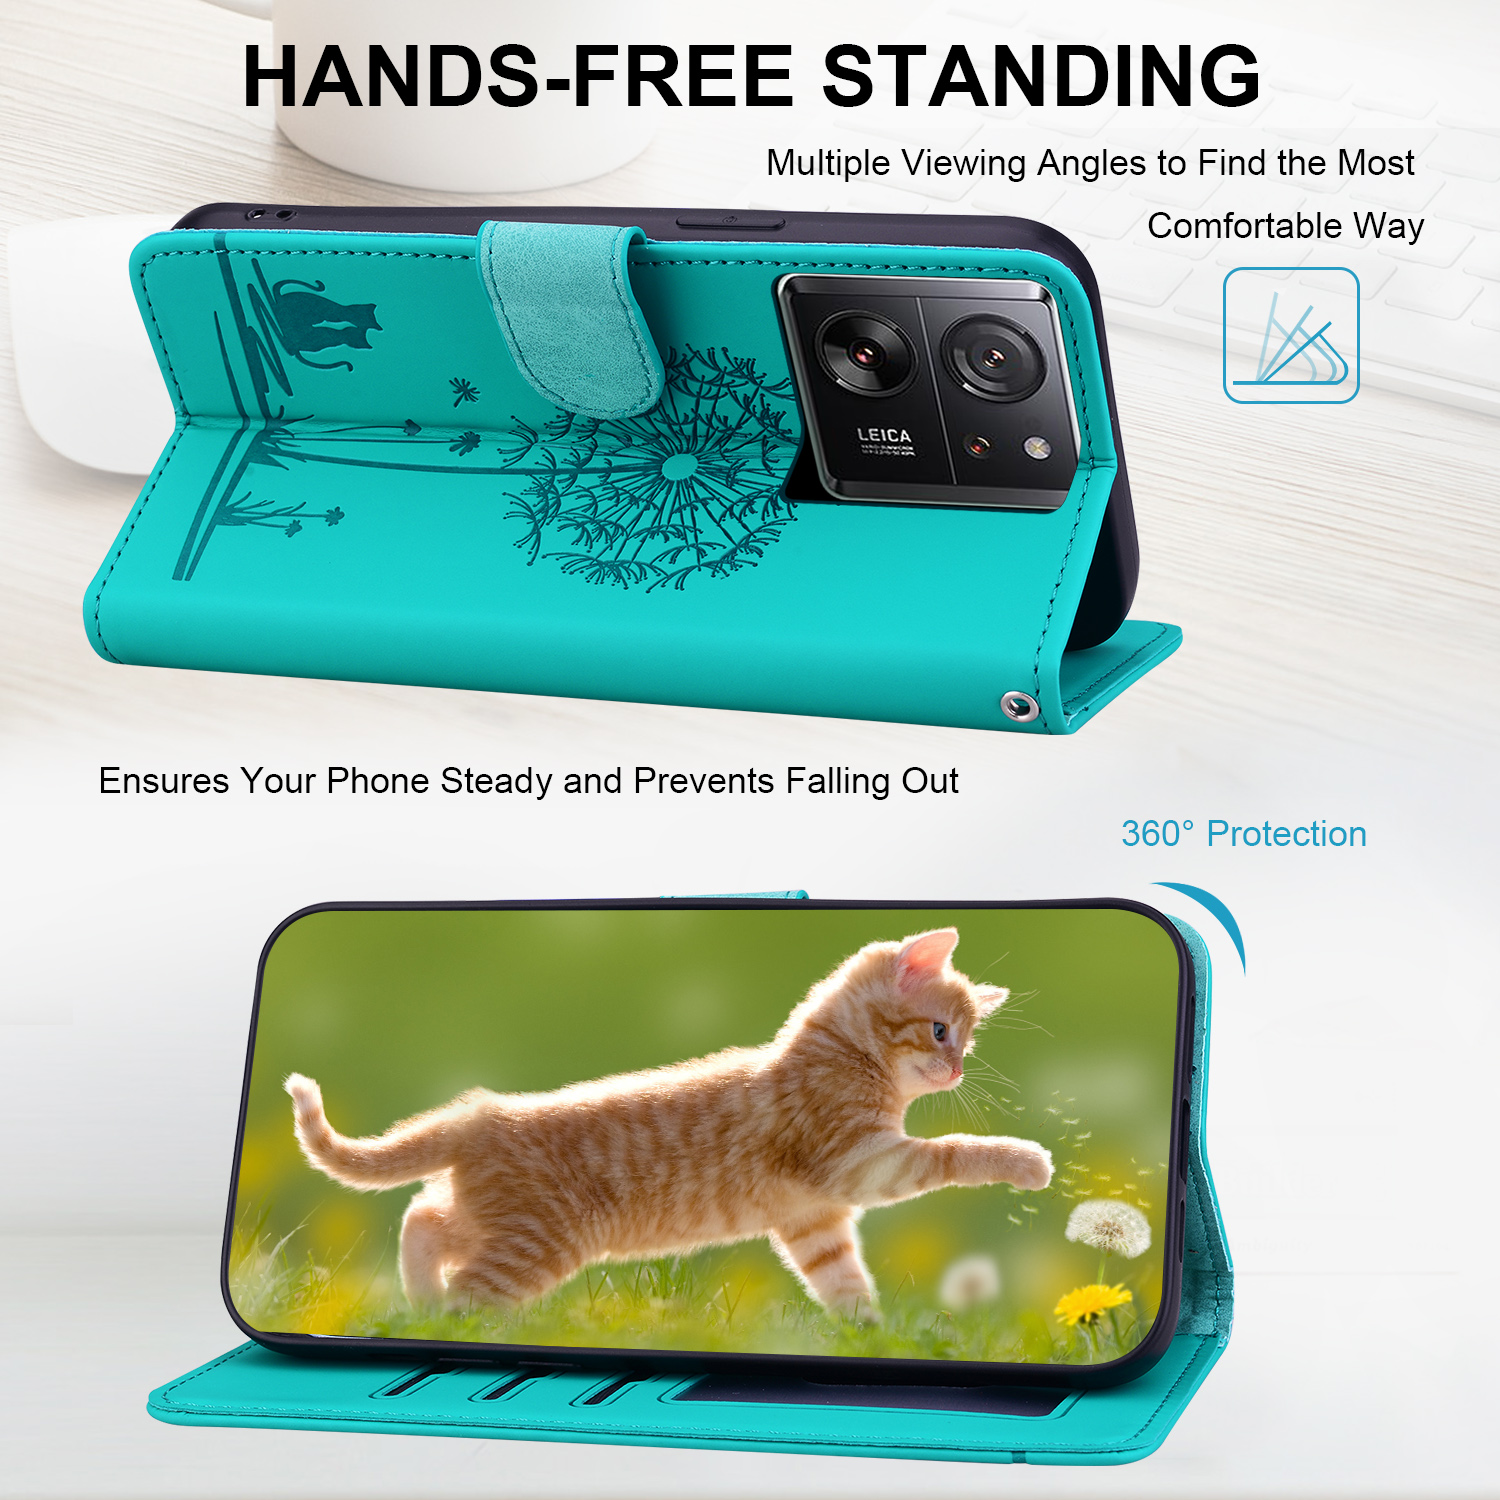 HANDS-FREE STANDING
Multiple Viewing Angles to Find the Most
Comfortable Way
LEICA
Ensures Your Phone Steady and Prevents Falling Out
360° Protection